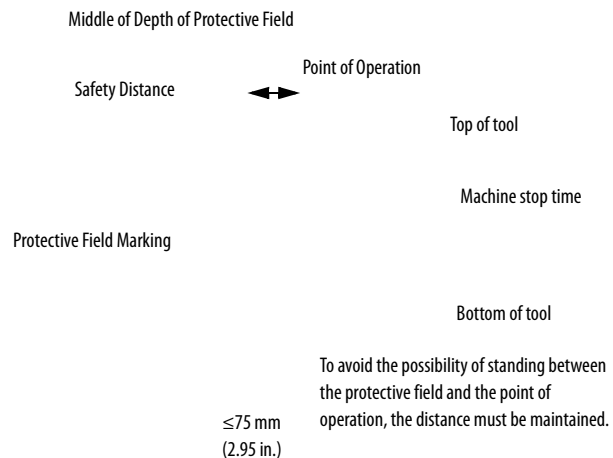 Middle of Depth of Protective Field
Point of Operation
Safety Distance
Top of tool
Machine stop time
Protective Field Marking
Bottom of tool
To avoid the possibility of standing between
the protective field and the point of
operation, the distance must be maintained.
≤75 mm
(2.95 in.)